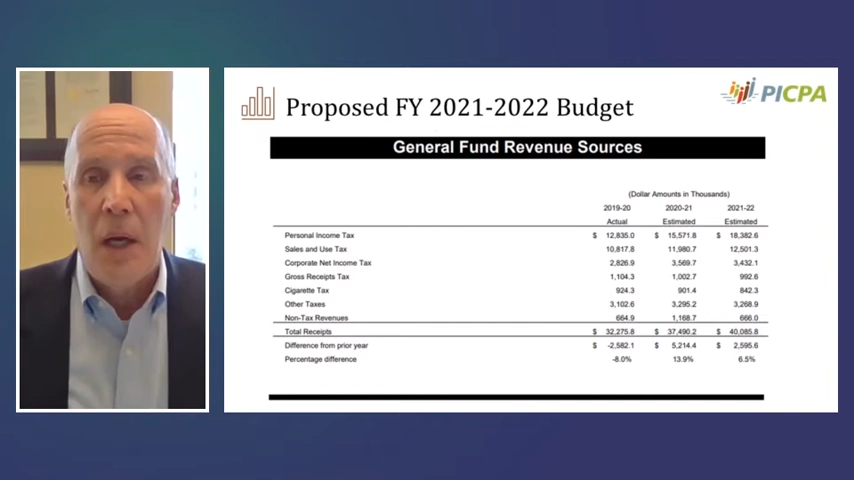 PICPA
Proposed FY 2021-2022 Budget
General Fund Revenue Sources
(Dollar Amounts in Thousands)
2019-20 2020-21 2021-22
Actual Estimated Estimated
Personal Income Tax $ 12,835.0 $ 15,571.8 $ 18,382.6
Sales and Use Tax 10,817.8 11,980.7 12,501.3
Corporate Net Income Tax 2,826.9 3,569.7 3,432.1
Gross Receipts Tax 1,104.3 1,002.7 992.6
Cigarette Tax 924.3 901.4 842.3
Other Taxes 3,102.6 3,295.2 3,268.9
Non-Tax Revenues 664.9 1,168.7 666.0
Total Receipts $ 32,275.8 $ 37,490.2 $ 40,085.8
Difference from prior year $ -2,582.1 $ 5,214.4 $ 2,595.6
Percentage difference -8.0% 13.9% 6.5%